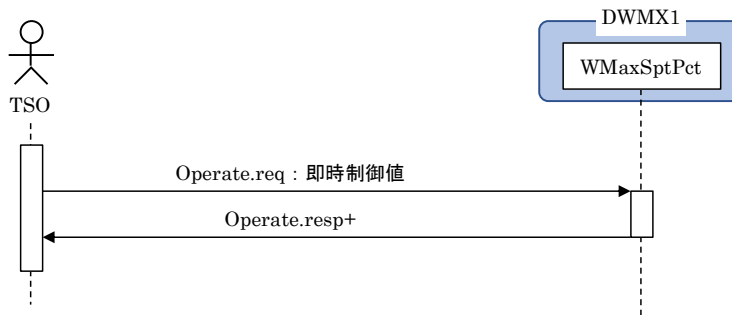 DWMX1
WMaxSptPct
TSO
Operate.req：即時制御値
Operate.resp+